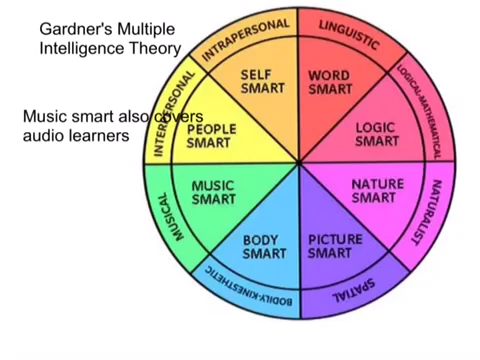 Gardner's Multiple
Intelligence Theory
Music smart also covers
audio learners
INTRAPERSONAL
LINGUISTIC
LOGICAL-MATHEMATICAL
NATURALIST
SPATIAL
BODILY-KINESTHETIC
MUSICAL
INTERPERSONAL
SELF
SMART
WORD
SMART
LOGIC
SMART
NATURE
SMART
PICTURE
SMART
BODY
SMART
MUSIC
SMART
PEOPLE
SMART